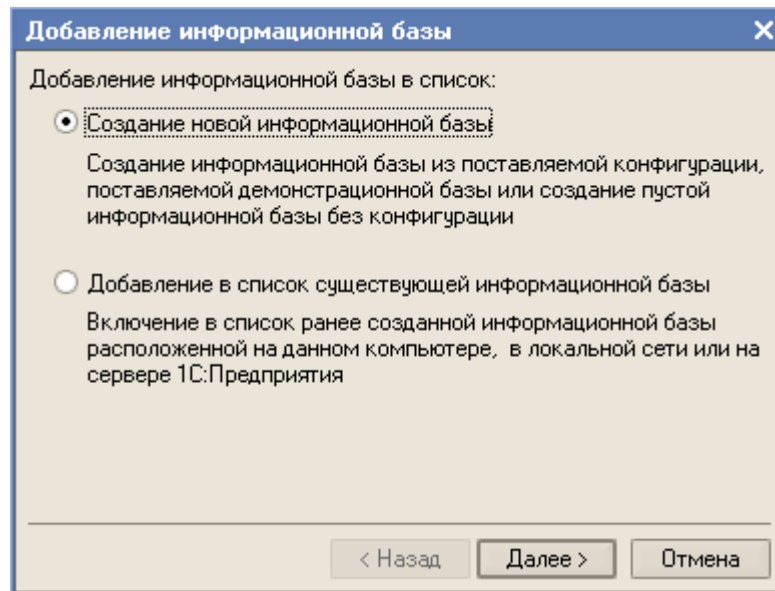 Добавление информационной базы
Добавление информационной базы в список:
Создание новой информационной базы
Создание информационной базы из поставляемой конфигурации,
поставляемой демонстрационной базы или создание пустой
информационной базы без конфигурации
Добавление в список существующей информационной базы
Включение в список ранее созданной информационной базы
расположенной на данном компьютере, в локальной сети или на
сервере 1С:Предприятия
< Назад Далее > Отмена